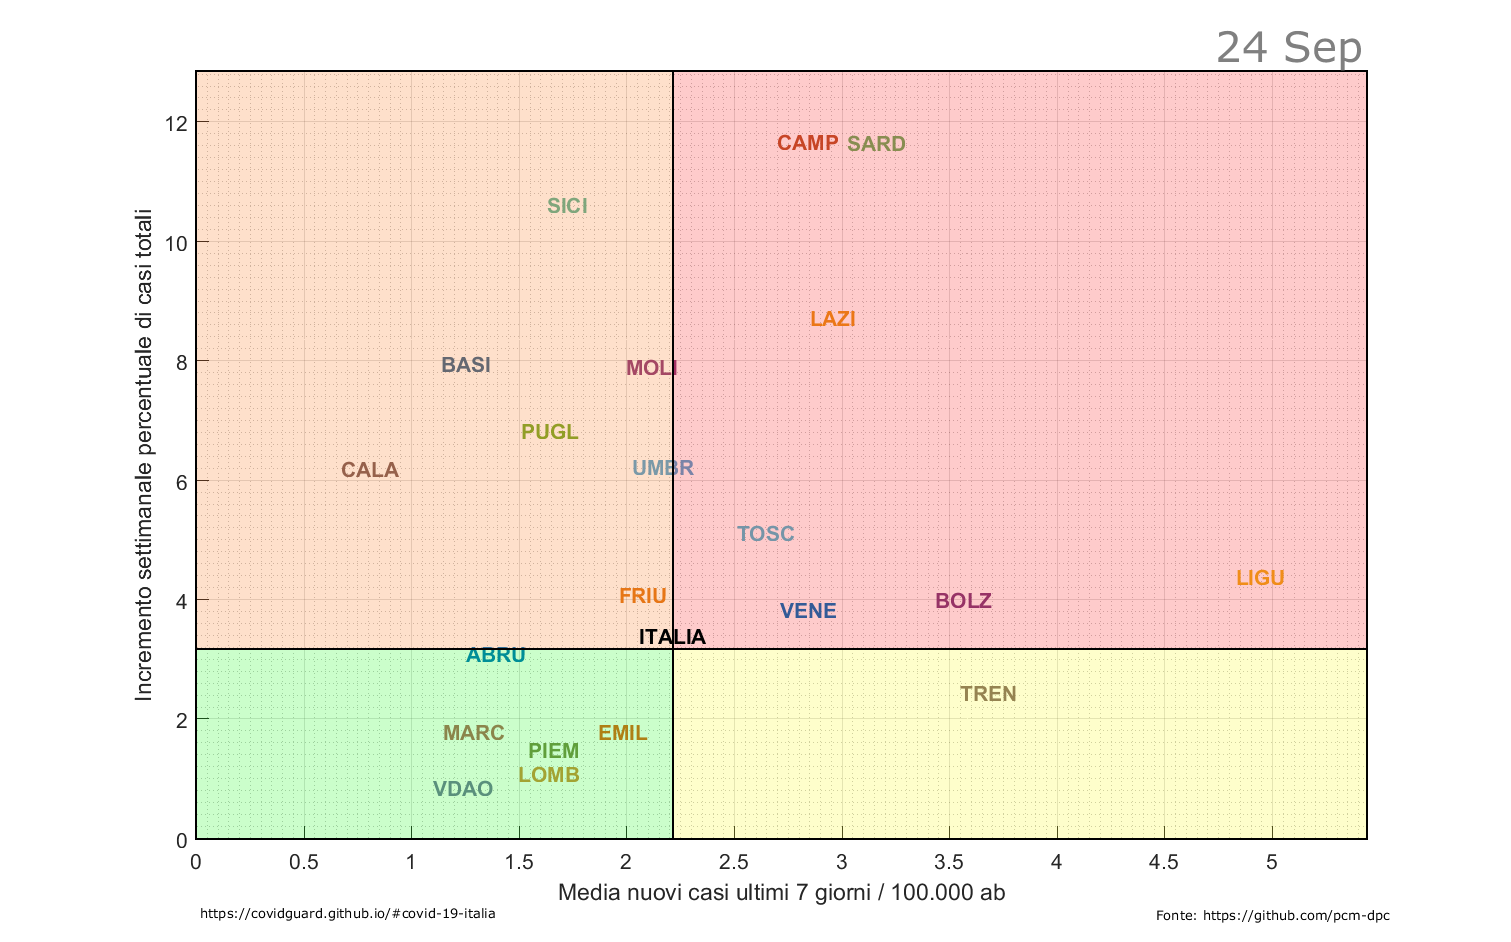 24 Sep
Incremento settimanale percentuale di casi totali
12
10
8
6
4
2
0
CAMP SARD
SICI
LAZI
BASI
MOLI
PUGL
UMBR
CALA
TOSC
LIGU
FRIU
BOLZ
VENE
ITALIA
ABRU
TREN
MARC
EMIL
PIEM
LOMB
VDAO
0 0.5 1 1.5 2 2.5 3 3.5 4 4.5 5
Media nuovi casi ultimi 7 giorni / 100.000 ab
https://covidguard.github.io/#covid-19-italia
Fonte: https://github.com/pcm-dpc